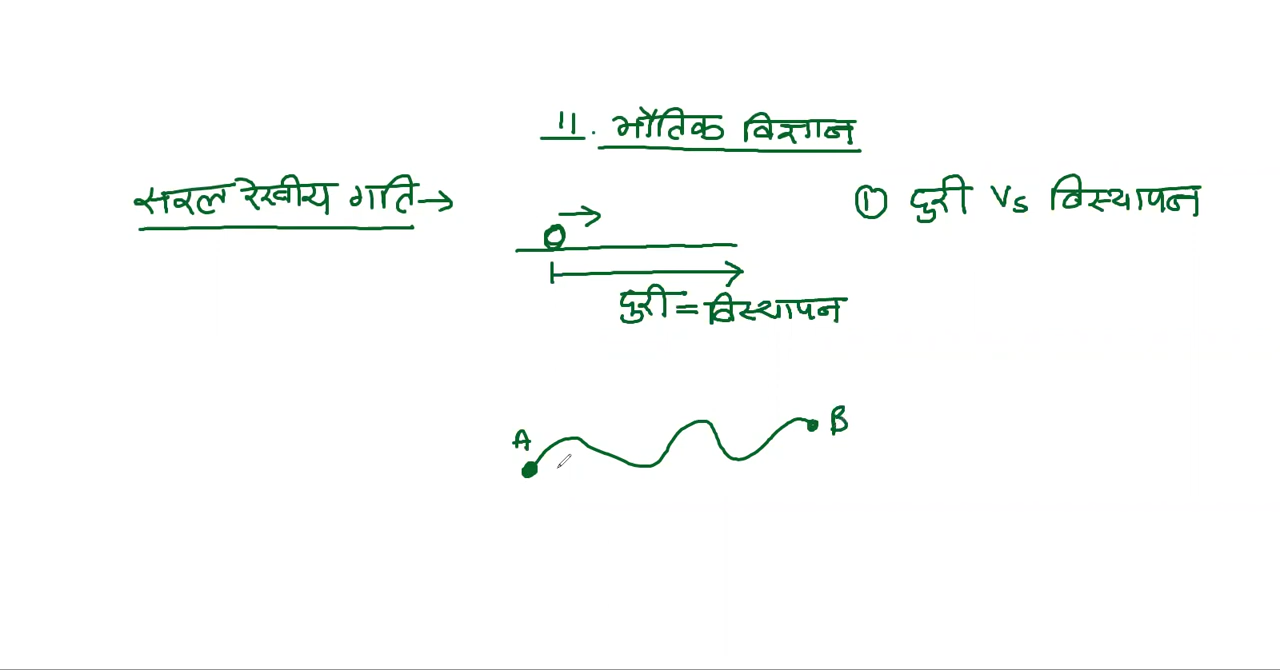 11. भौतिक विज्ञान
सरल रेखीय गति →
① दुरी Vs विस्थापन
दुरी = विस्थापन
A
B